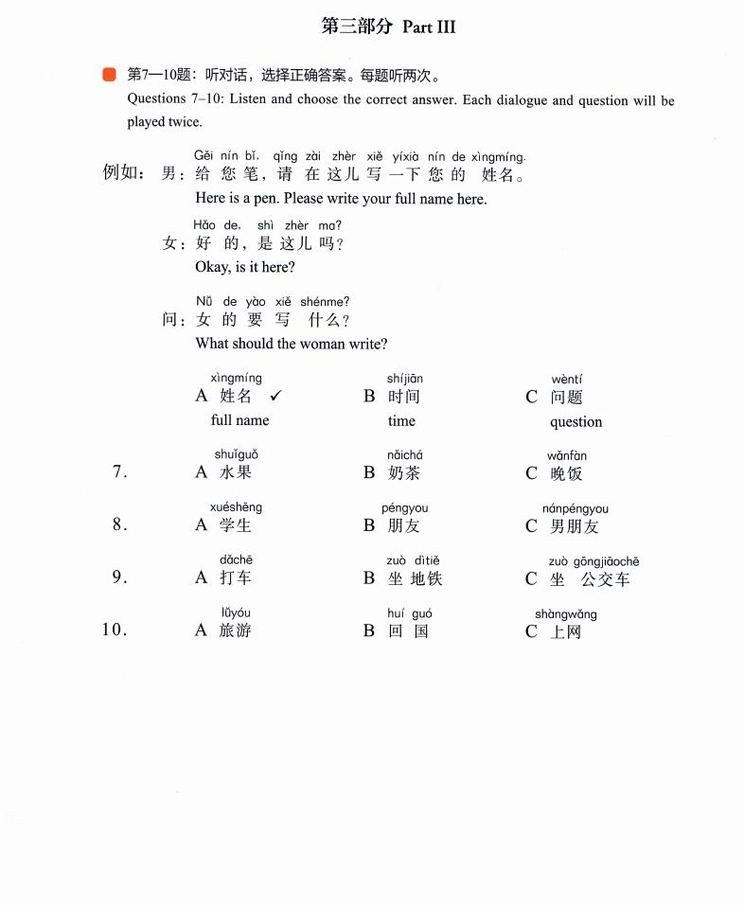 第三部分 Part III
第7—10题：听对话，选择正确答案。每题听两次。
Questions 7–10: Listen and choose the correct answer. Each dialogue and question will be
played twice.
Gěi nín bǐ, qǐng zài zhèr xiě yíxià nín de xìngmíng.
例如： 男：给 您 笔，请 在 这儿 写 一下 您 的 姓名。
Here is a pen. Please write your full name here.
Hǎo de, shì zhèr ma?
女：好 的，是 这儿 吗？
Okay, is it here?
Nǚ de yào xiě shénme?
问：女 的 要 写 什么？
What should the woman write?
xìngmíng shíjiān wèntí
A 姓名 ✓ B 时间 C 问题
full name time question
shuǐguǒ nǎichá wǎnfàn
7. A 水果 B 奶茶 C 晚饭
xuéshēng péngyou nánpéngyou
8. A 学生 B 朋友 C 男朋友
dǎchē zuò dìtiě zuò gōngjiāochē
9. A 打车 B 坐 地铁 C 坐 公交车
lǚyóu huí guó shàngwǎng
10. A 旅游 B 回 国 C 上网